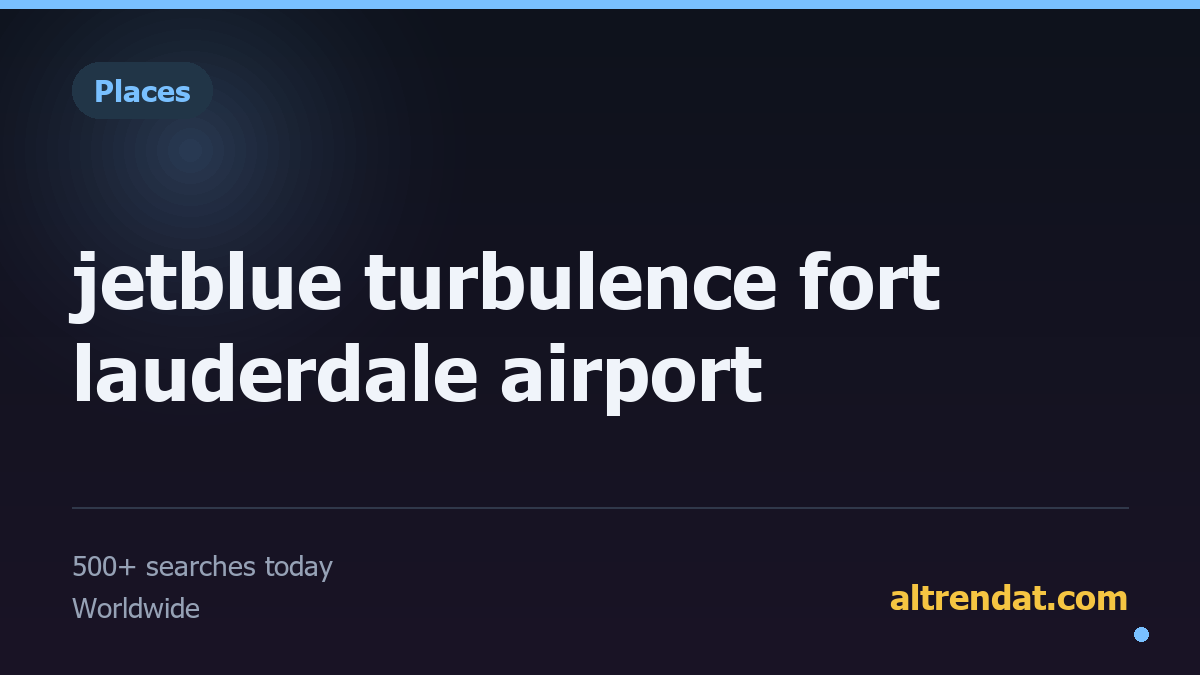 Places
jetblue turbulence fort
lauderdale airport
500+ searches today
Worldwide
altrendat.com